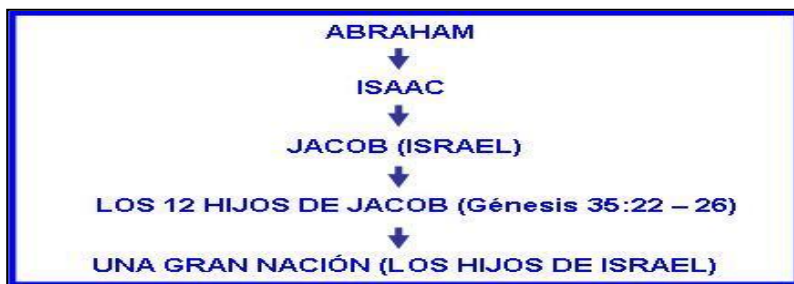 ABRAHAM
ISAAC
JACOB (ISRAEL)
LOS 12 HIJOS DE JACOB (Génesis 35:22 – 26)
UNA GRAN NACIÓN (LOS HIJOS DE ISRAEL)